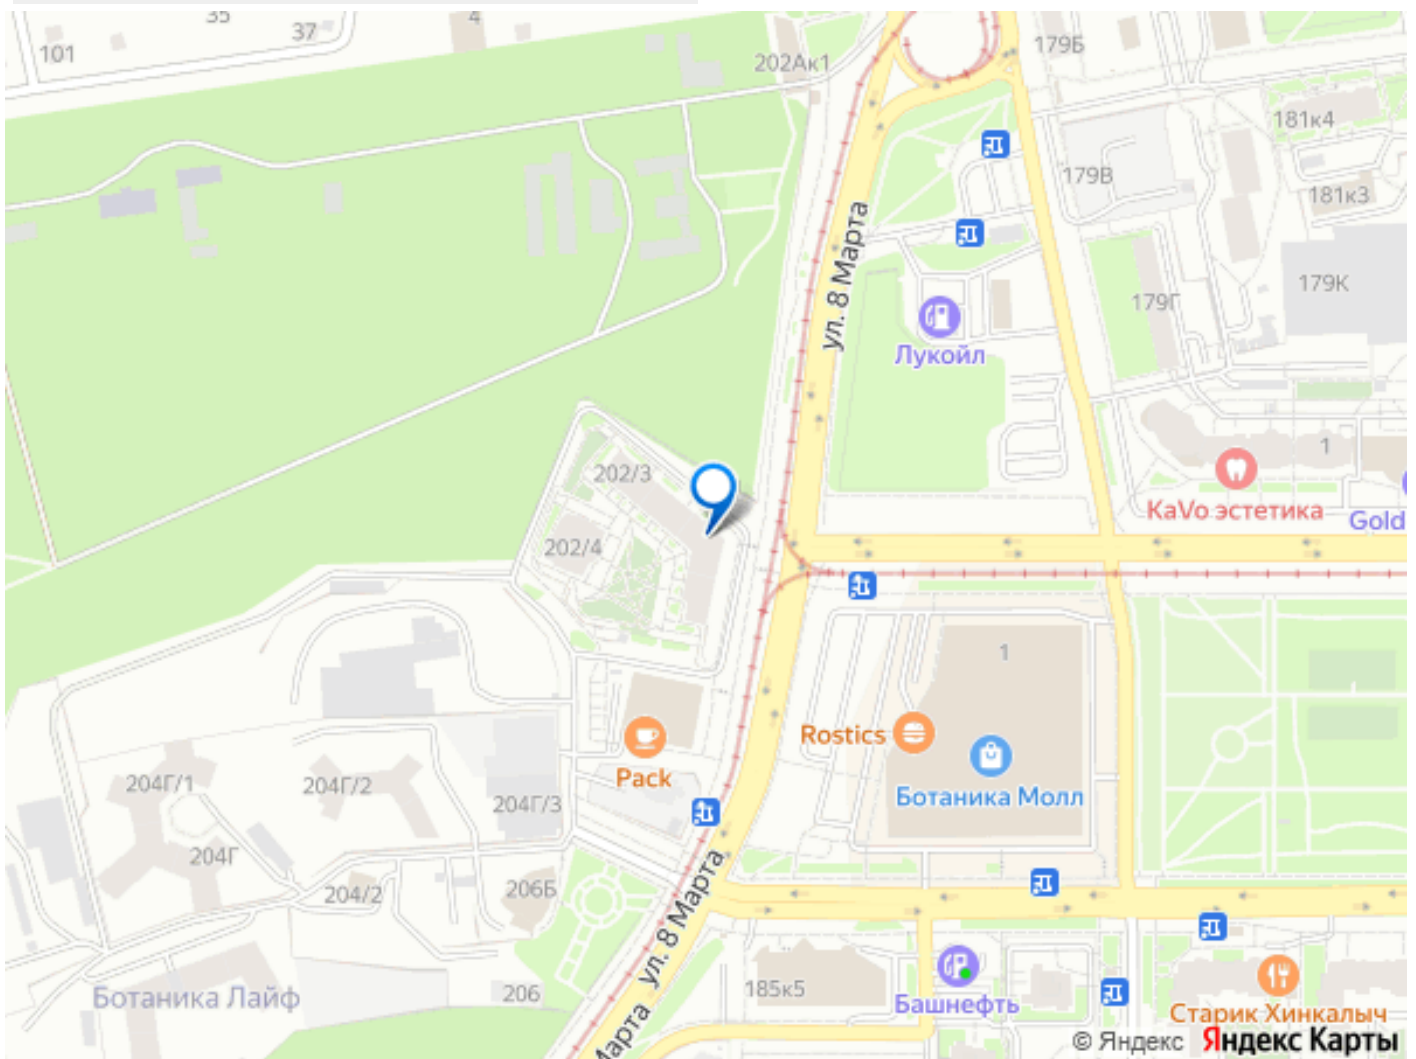 35
37
4
101
202Ак1
179Б
181к4
179В
181к3
ул. 8 Марта
179К
179Г
Лукойл
1
202/3
KaVo эстетика
Gold
202/4
1
Rostics
Pack
204Г/1
204Г/2
204Г/3
Ботаника Молл
204Г
204/2
206Б
ул. 8 Марта
Ботаника Лайф
206
185к5
Башнефть
Старик Хинкалыч
Марта
© Яндекс Яндекс Карты